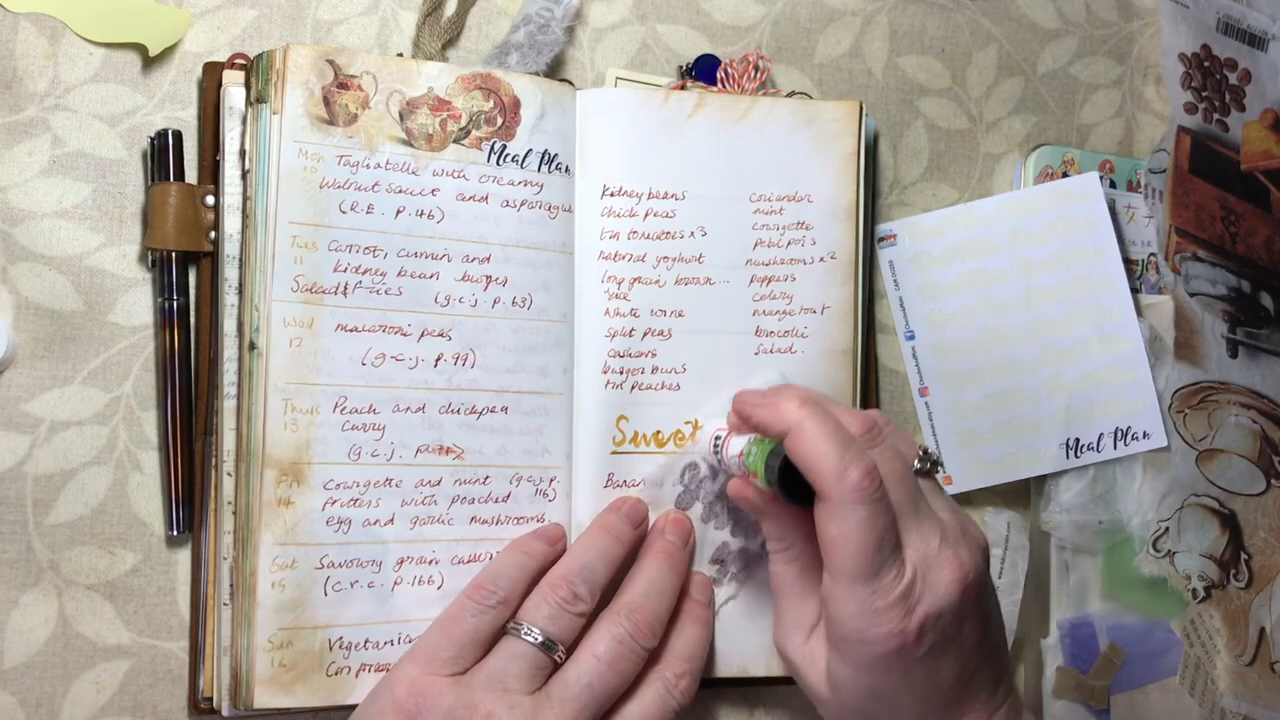 Meal Plan
Mon Tagliatelle with creamy
10 Walnut Sauce and asparagus
(R.E. P.46)
Tues Carrot, cumin and
11 kidney bean burger
Salad & Fries (g.c.j. p.63)
Wed macaroni peas
12
(g.c.j. p.99)
Thurs Peach and chickpea
13 curry
(g.c.j.
Fri Courgette and mint (g.c.j. p.
14 fritters with poached 116)
egg and garlic mushrooms.
Sat Savoury grain
15 (c.r.c. p.166)
Sun Vegetarian
16
kidney beans
chick peas
tin tomatoes x3
natural yoghurt
long grain brown...
rice
white wine
split peas
cashews
burger buns
tin peaches
coriander
mint
courgette
petit pois
mushrooms x2
peppers
celery
mangetout
brocolli
salad.
Sweet
Banan
Meal Plan